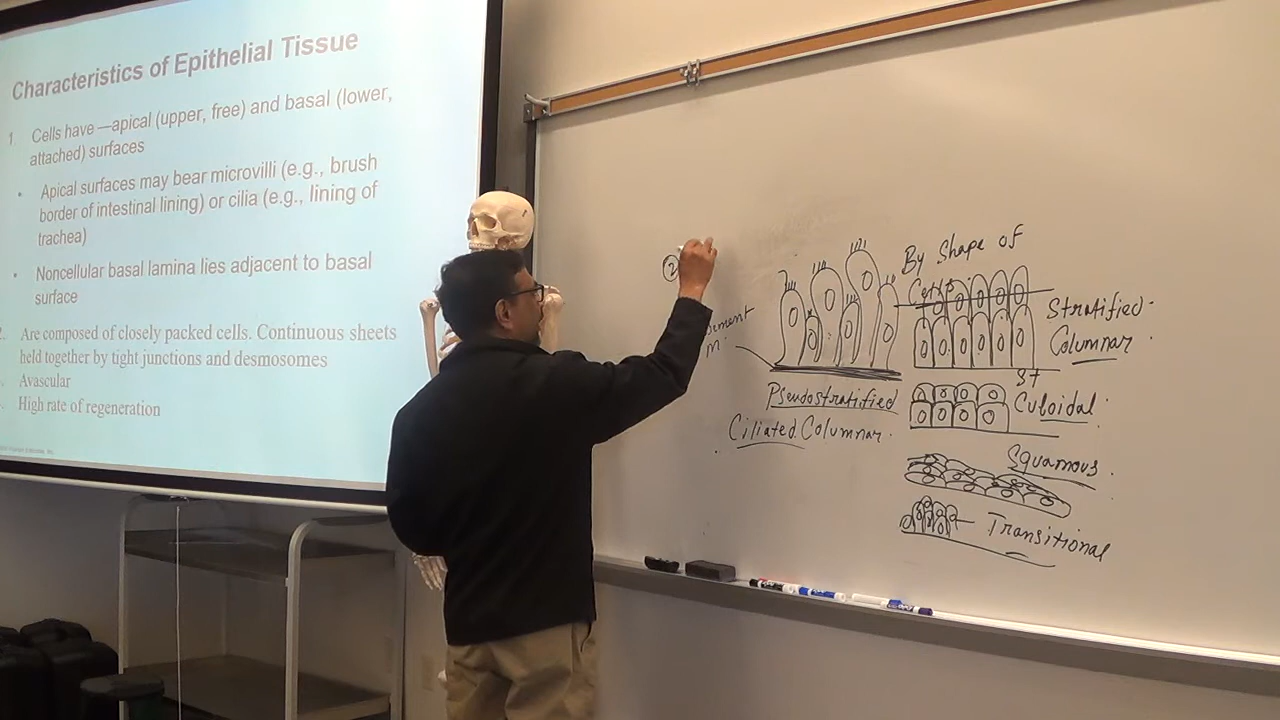 Characteristics of Epithelial Tissue
1. Cells have —apical (upper, free) and basal (lower,
attached) surfaces
• Apical surfaces may bear microvilli (e.g., brush
border of intestinal lining) or cilia (e.g., lining of
trachea)
• Noncellular basal lamina lies adjacent to basal
surface
2. Are composed of closely packed cells. Continuous sheets
held together by tight junctions and desmosomes
Avascular
High rate of regeneration
2
Pseudostratified
Ciliated Columnar.
By Shape of
Cells.
Stratified
Columnar.
St
Cuboidal.
Squamous.
Transitional